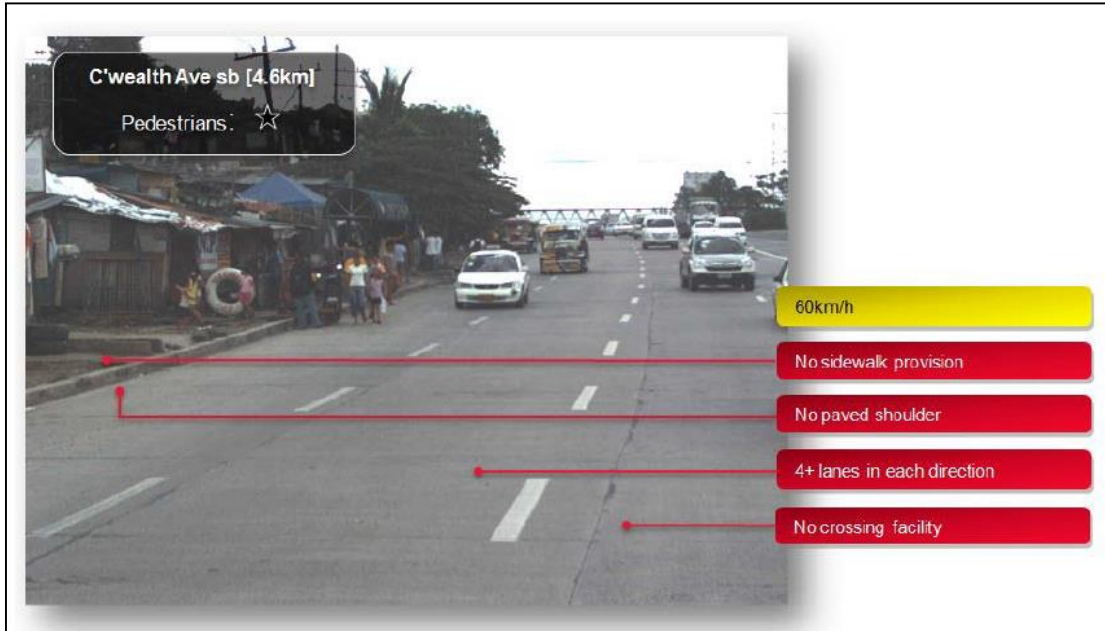 C'wealth Ave sb [4.6km]
Pedestrians: ☆
60km/h
No sidewalk provision
No paved shoulder
4+ lanes in each direction
No crossing facility